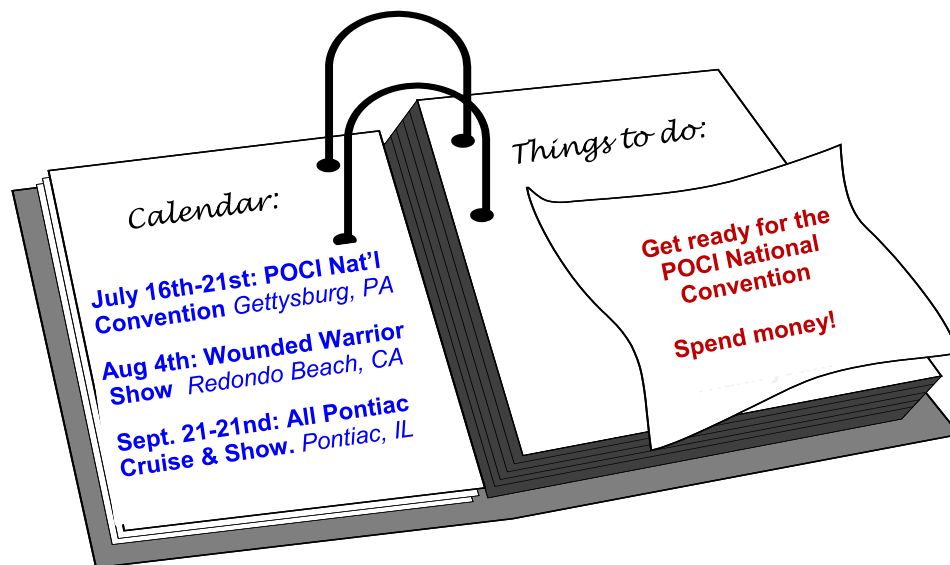 Calendar:
July 16th-21st: POCI Nat’l
Convention Gettysburg, PA
Aug 4th: Wounded Warrior
Show Redondo Beach, CA
Sept. 21-21nd: All Pontiac
Cruise & Show. Pontiac, IL
Things to do:
Get ready for the
POCI National
Convention
Spend money!